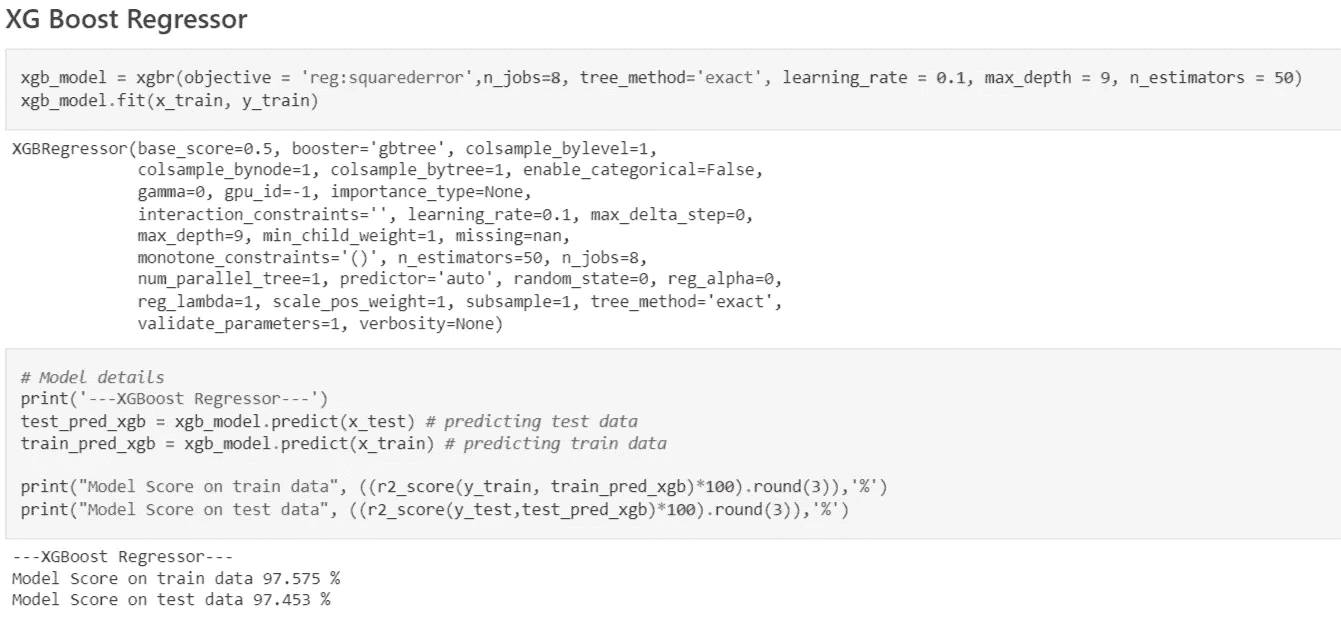 XG Boost Regressor
xgb_model = xgbr(objective = 'reg:squarederror',n_jobs=8, tree_method='exact', learning_rate = 0.1, max_depth = 9, n_estimators = 50)
xgb_model.fit(x_train, y_train)
XGBRegressor(base_score=0.5, booster='gbtree', colsample_bylevel=1,
colsample_bynode=1, colsample_bytree=1, enable_categorical=False,
gamma=0, gpu_id=-1, importance_type=None,
interaction_constraints='', learning_rate=0.1, max_delta_step=0,
max_depth=9, min_child_weight=1, missing=nan,
monotone_constraints='()', n_estimators=50, n_jobs=8,
num_parallel_tree=1, predictor='auto', random_state=0, reg_alpha=0,
reg_lambda=1, scale_pos_weight=1, subsample=1, tree_method='exact',
validate_parameters=1, verbosity=None)
# Model details
print('---XGBoost Regressor---')
test_pred_xgb = xgb_model.predict(x_test) # predicting test data
train_pred_xgb = xgb_model.predict(x_train) # predicting train data
print("Model Score on train data", ((r2_score(y_train, train_pred_xgb)*100).round(3)),'%')
print("Model Score on test data", ((r2_score(y_test,test_pred_xgb)*100).round(3)),'%')
---XGBoost Regressor---
Model Score on train data 97.575 %
Model Score on test data 97.453 %